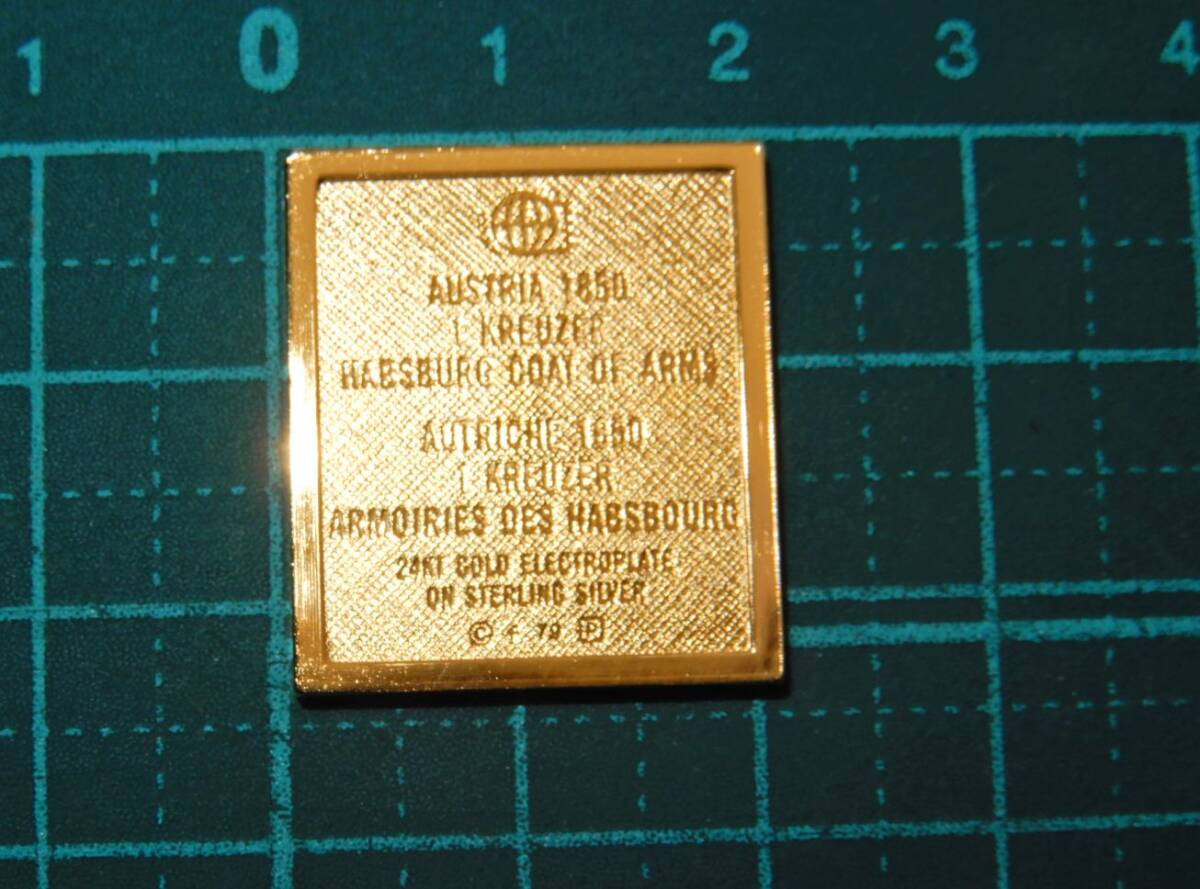 1 0 1 2 3 4
AUSTRIA 1850
1 KREUZER
HABSBURG COAT OF ARMS
AUTRICHE 1850
1 KREUZER
ARMOIRIES DES HABSBOURG
24KT GOLD ELECTROPLATE
ON STERLING SILVER
© F 79 P